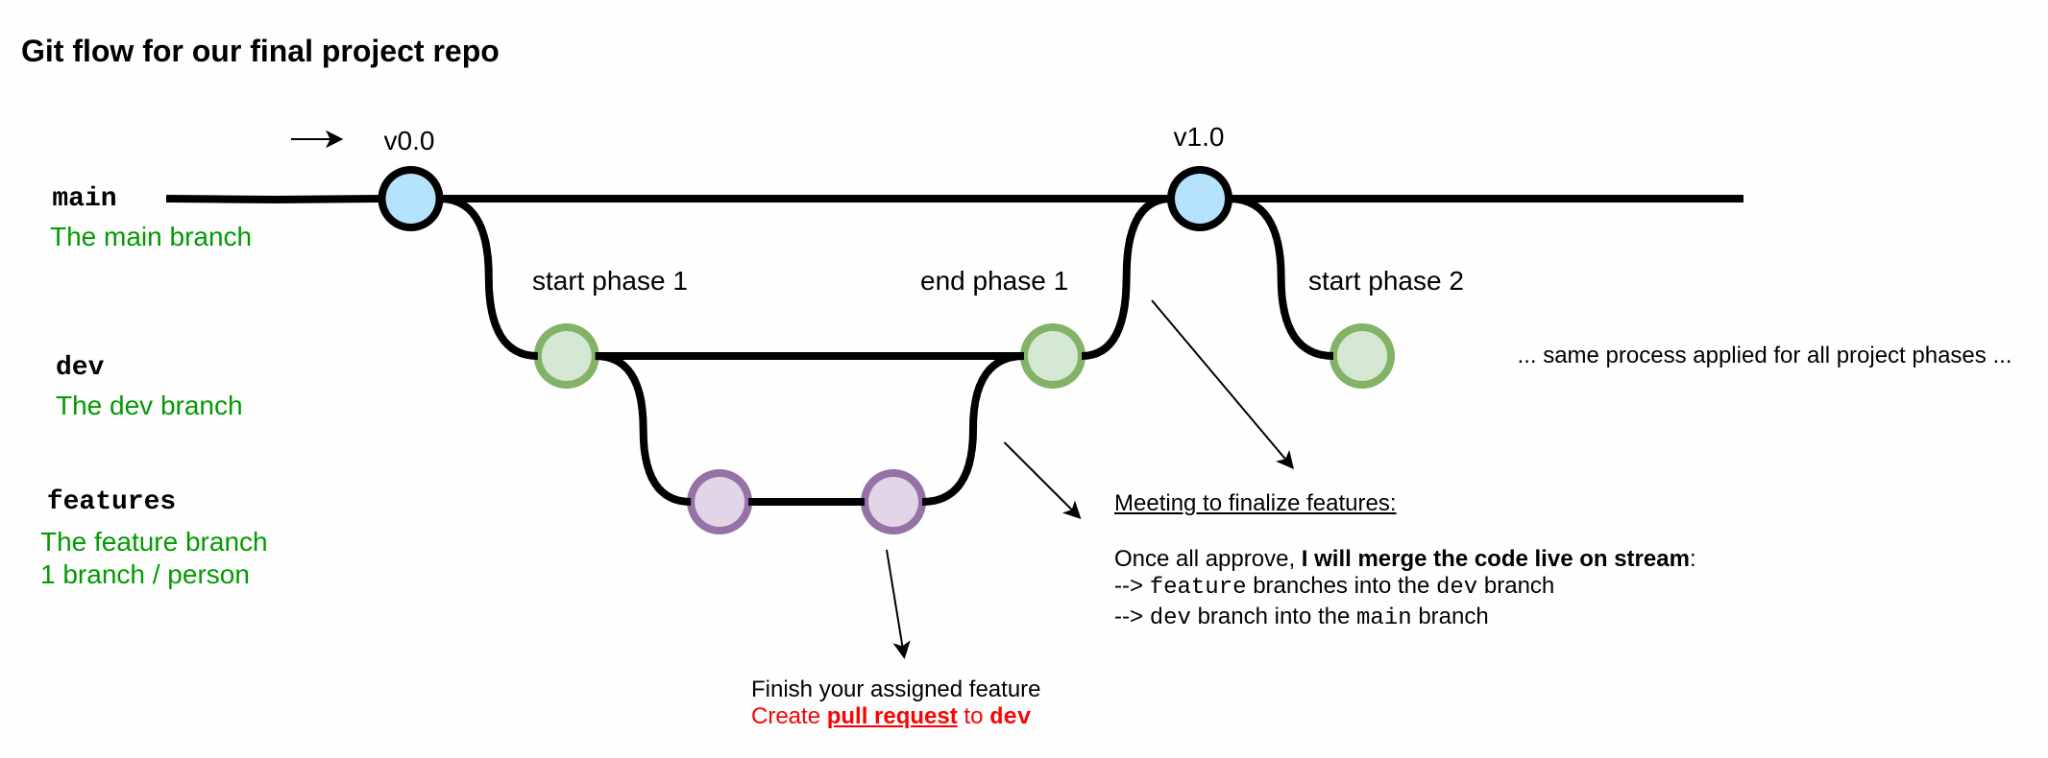 Git flow for our final project repo
v0.0
v1.0
main
The main branch
start phase 1
end phase 1
start phase 2
dev
The dev branch
... same process applied for all project phases ...
features
The feature branch
1 branch / person
Meeting to finalize features:
Once all approve, I will merge the code live on stream:
--> feature branches into the dev branch
--> dev branch into the main branch
Finish your assigned feature
Create pull request to dev